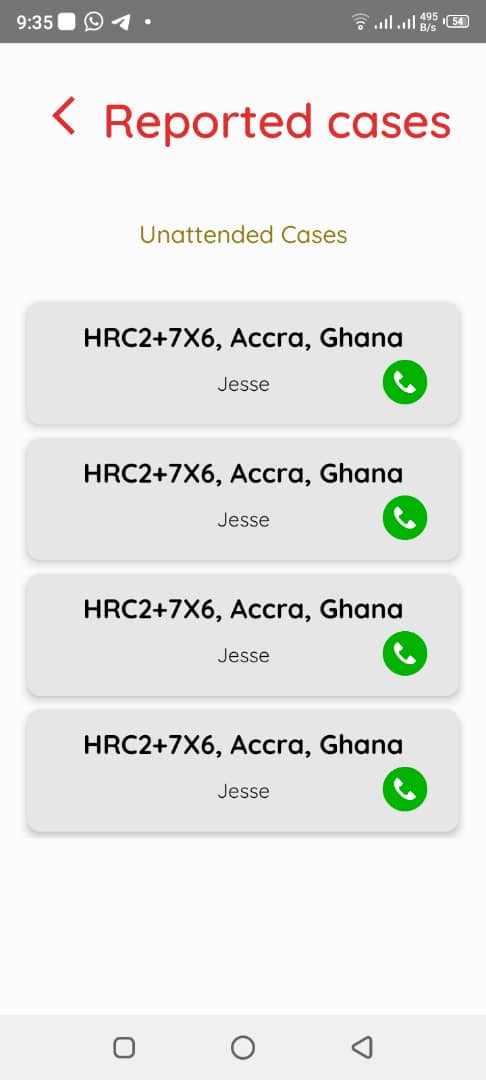 9:35
495
B/s
54
Reported cases
Unattended Cases
HRC2+7X6, Accra, Ghana
Jesse
HRC2+7X6, Accra, Ghana
Jesse
HRC2+7X6, Accra, Ghana
Jesse
HRC2+7X6, Accra, Ghana
Jesse